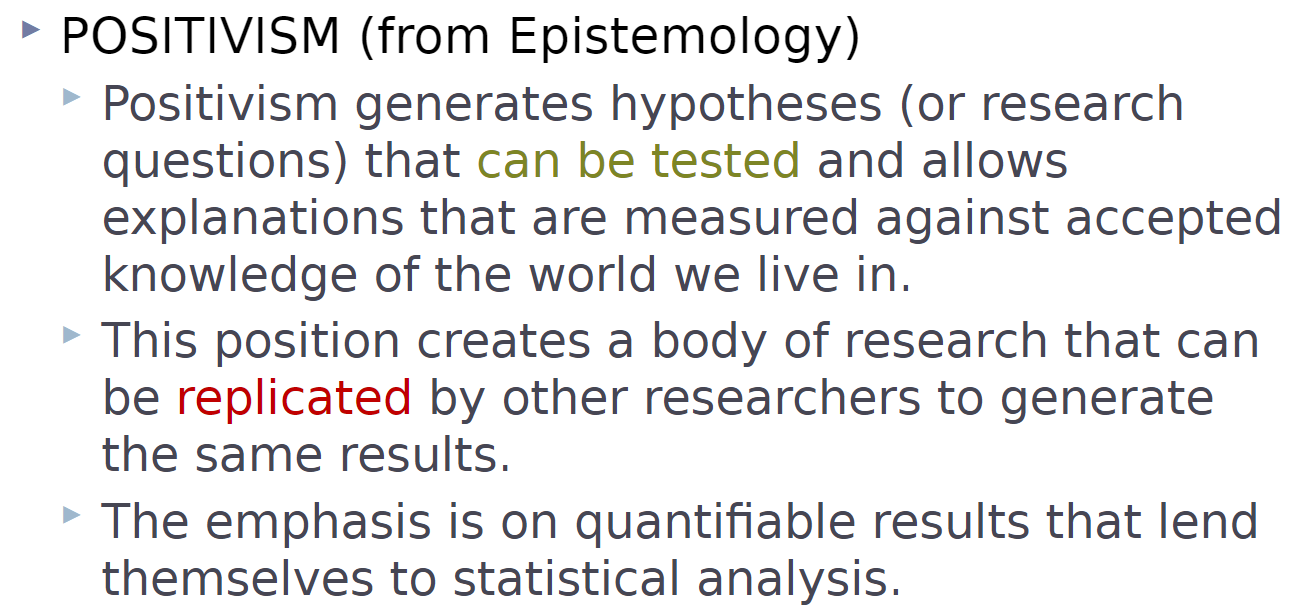 POSITIVISM (from Epistemology)
Positivism generates hypotheses (or research
questions) that can be tested and allows
explanations that are measured against accepted
knowledge of the world we live in.
This position creates a body of research that can
be replicated by other researchers to generate
the same results.
The emphasis is on quantifiable results that lend
themselves to statistical analysis.